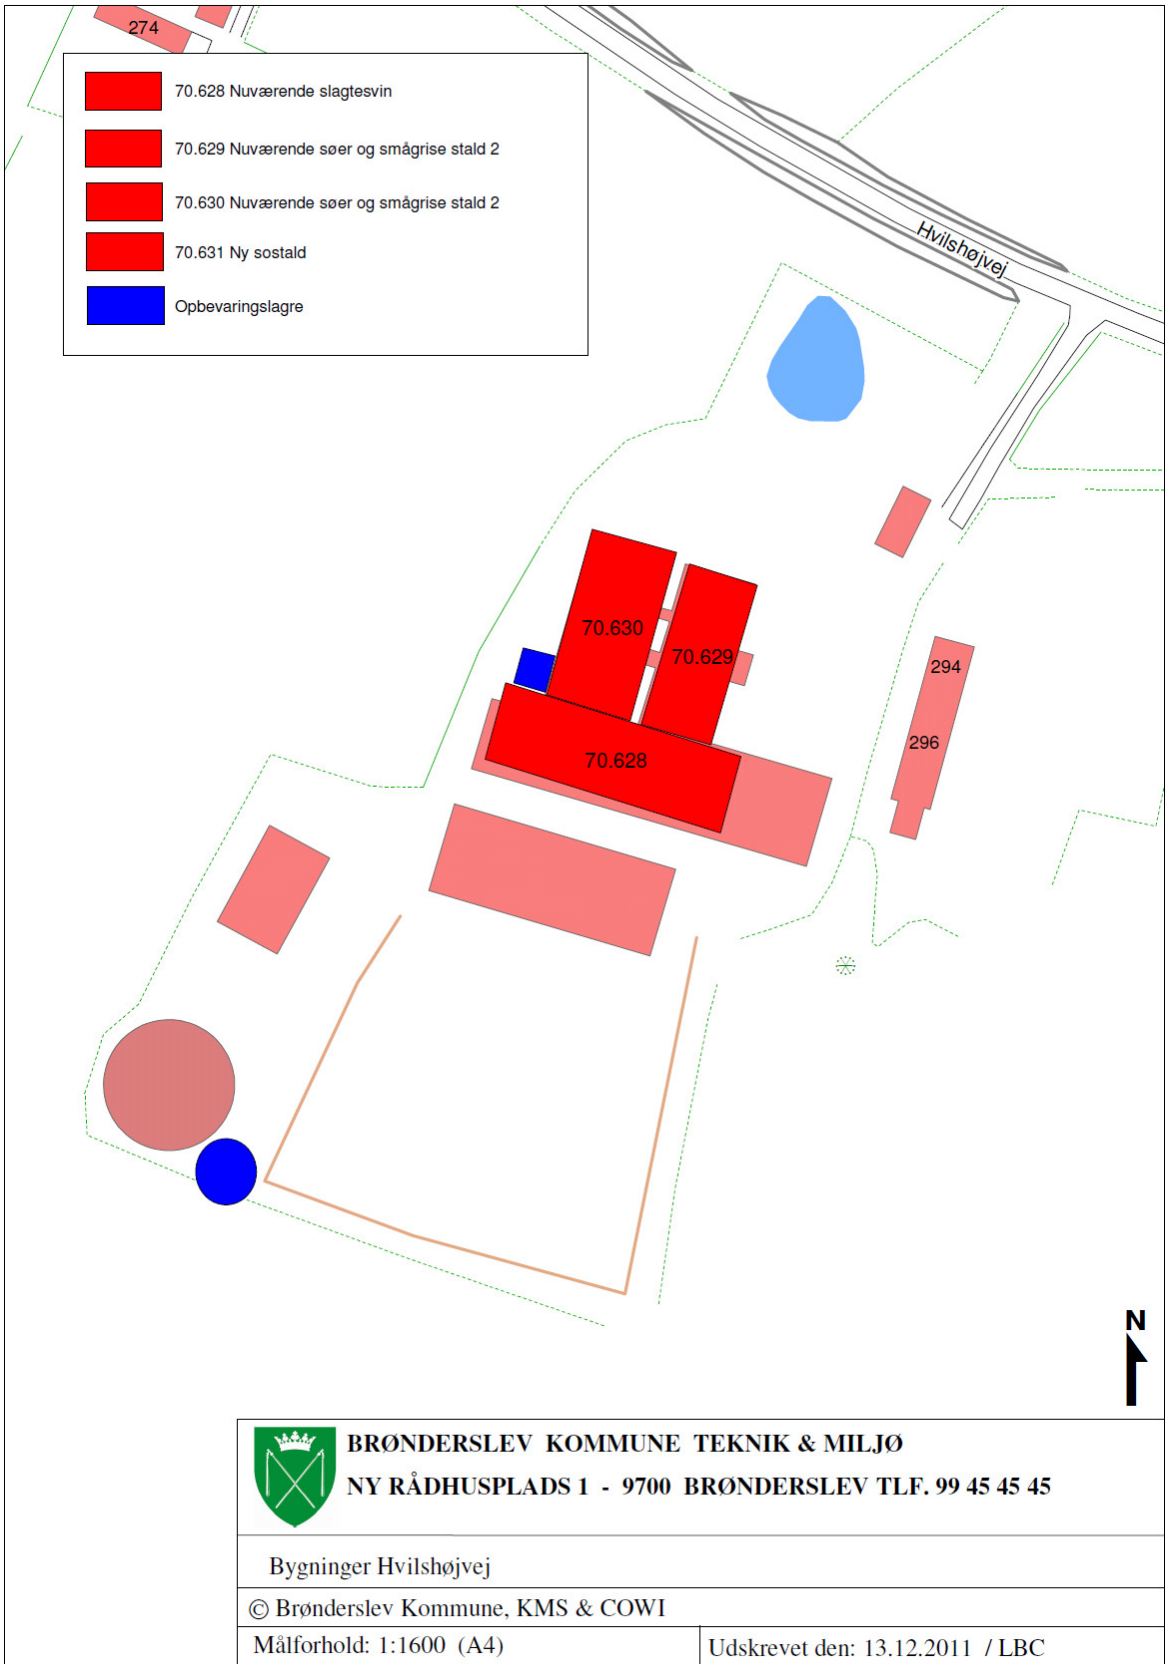 274
70.628 Nuværende slagtesvin
70.629 Nuværende søer og smågrise stald 2
70.630 Nuværende søer og smågrise stald 2
70.631 Ny sostald
Opbevaringslagre
Hvilshøjvej
70.630
70.629
294
296
70.628
N
BRØNDERSLEV KOMMUNE TEKNIK & MILJØ
NY RÅDHUSPLADS 1 - 9700 BRØNDERSLEV TLF. 99 45 45 45
Bygninger Hvilshøjvej
© Brønderslev Kommune, KMS & COWI
Målforhold: 1:1600 (A4)
Udskrevet den: 13.12.2011 / LBC